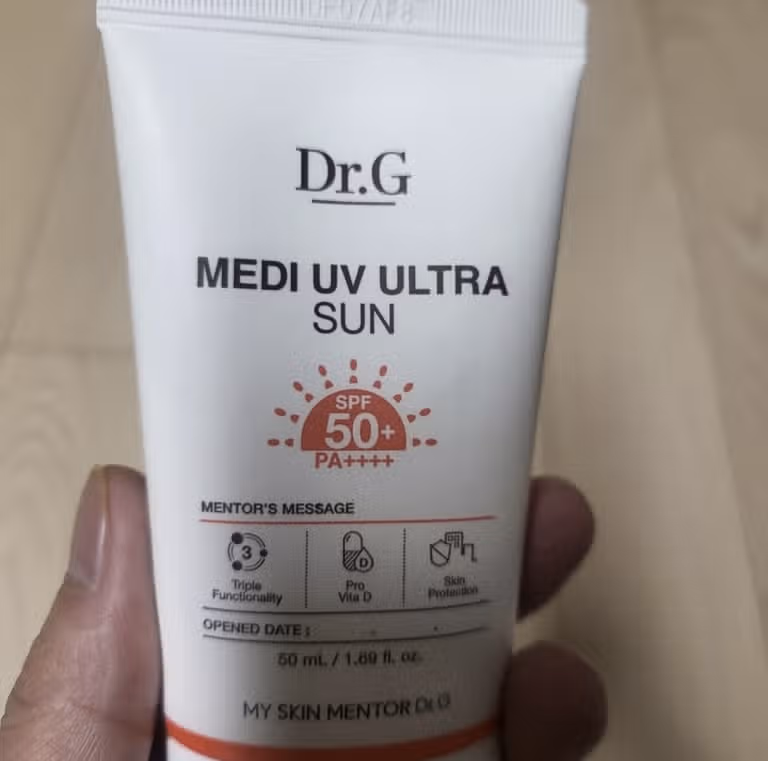 Dr.G
MEDI UV ULTRA
SUN
SPF
50+
PA++++
MENTOR'S MESSAGE
3
D
Triple
Functionality
Pro
Vita D
Skin
Protection
OPENED DATE :
50 mL / 1.69 fl. oz.
MY SKIN MENTOR Dr.G